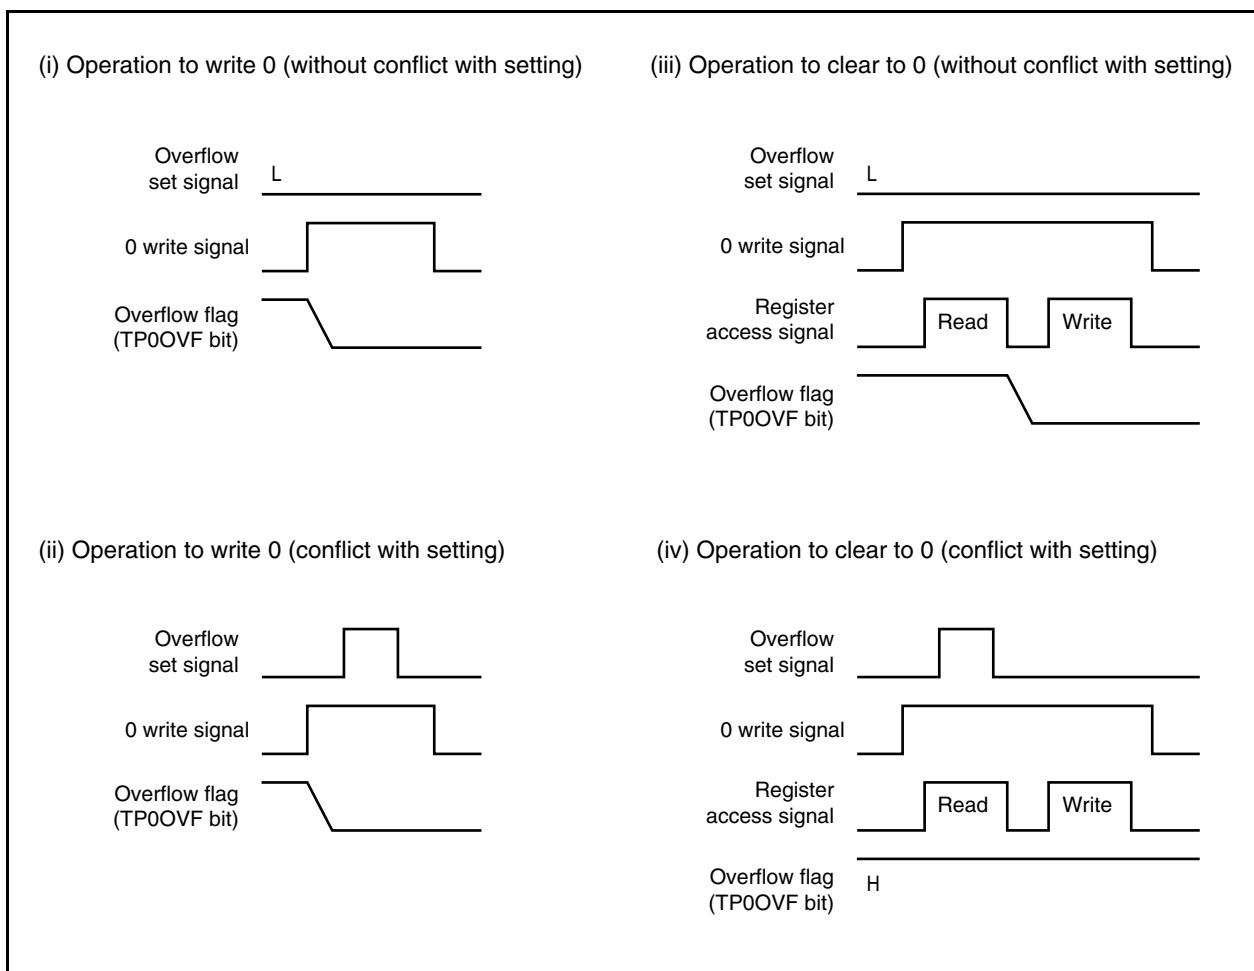 (i) Operation to write 0 (without conflict with setting)
Overflow
set signal
L
0 write signal
Overflow flag
(TP0OVF bit)
(iii) Operation to clear to 0 (without conflict with setting)
Overflow
set signal
L
0 write signal
Register
access signal
Read
Write
Overflow flag
(TP0OVF bit)
(ii) Operation to write 0 (conflict with setting)
Overflow
set signal
0 write signal
Overflow flag
(TP0OVF bit)
(iv) Operation to clear to 0 (conflict with setting)
Overflow
set signal
0 write signal
Register
access signal
Read
Write
Overflow flag
(TP0OVF bit)
H